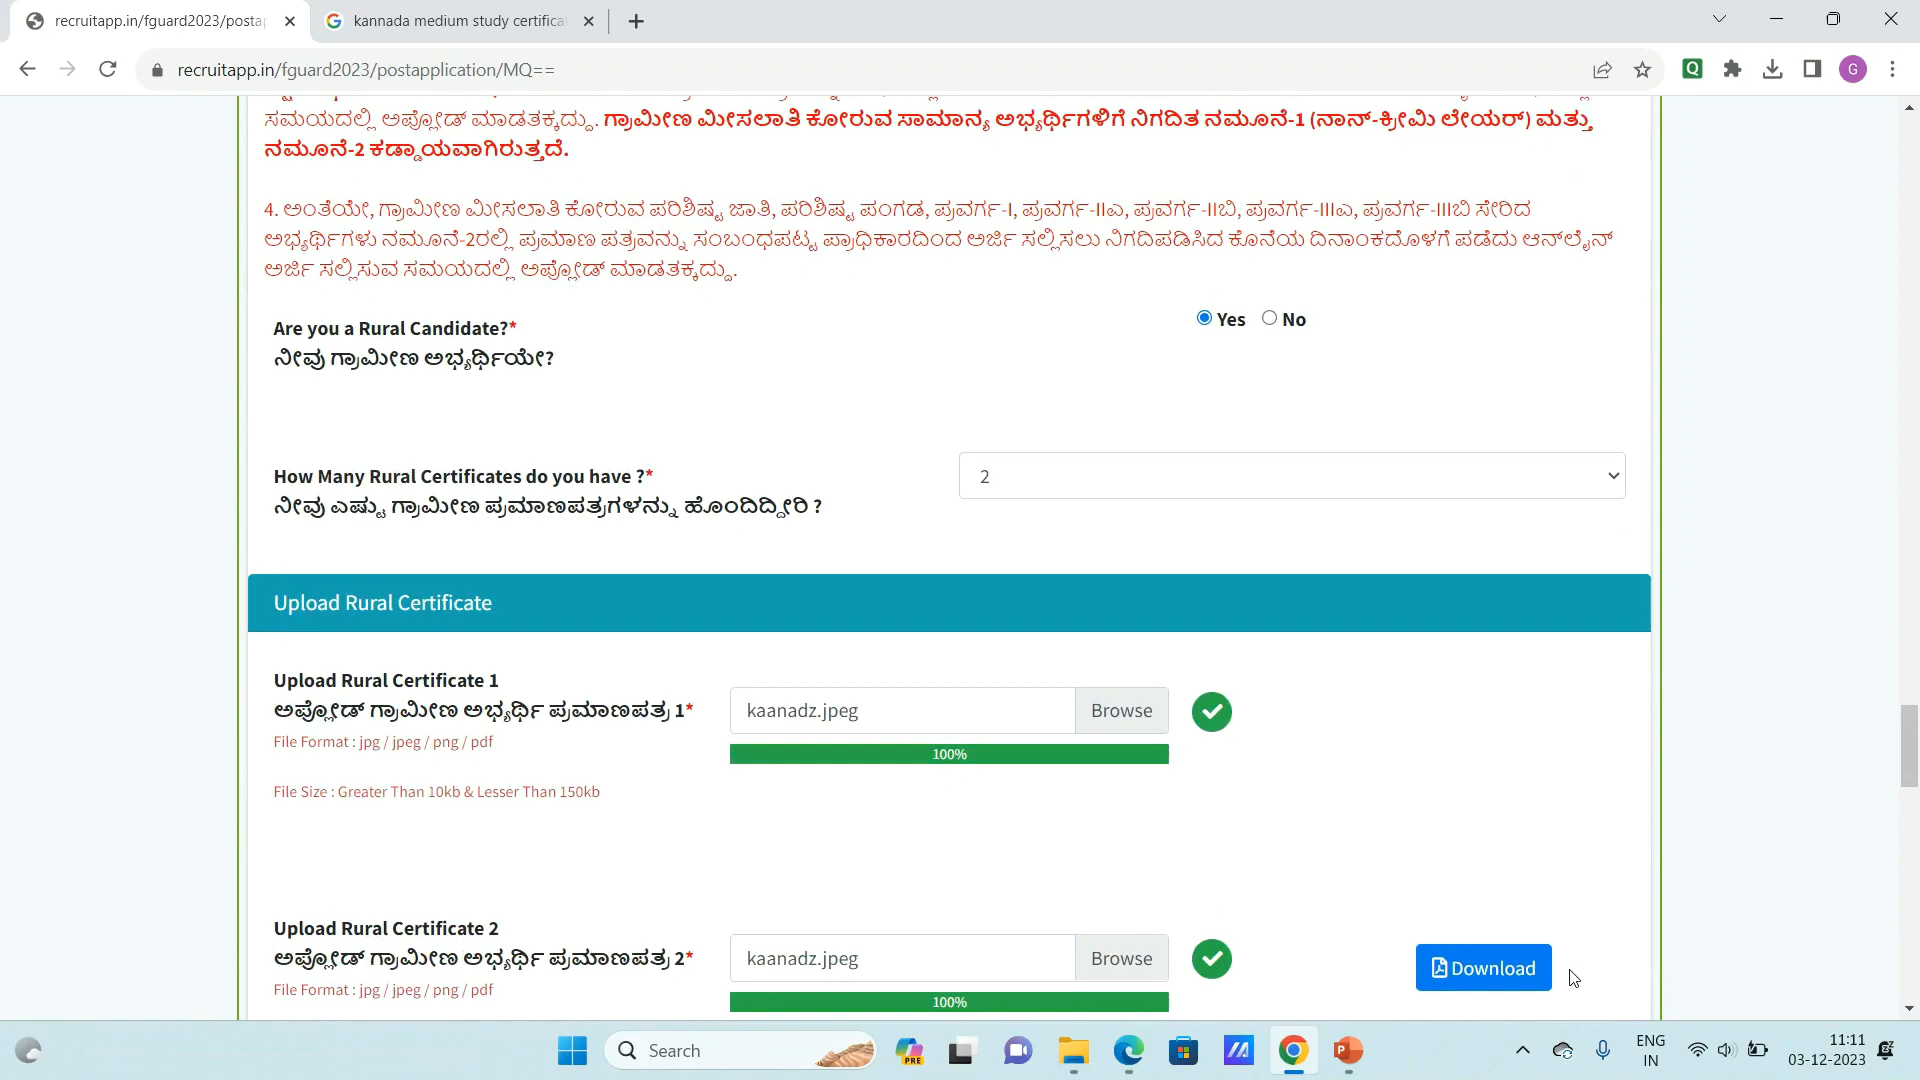 recruitapp.in/fguard2023/posta
kannada medium study certifica
recruitapp.in/fguard2023/postapplication/MQ==
G
ಸಮಯದಲ್ಲಿ ಅಪ್ಲೋಡ್ ಮಾಡತಕ್ಕದ್ದು. ಗ್ರಾಮೀಣ ಮೀಸಲಾತಿ ಕೋರುವ ಸಾಮಾನ್ಯ ಅಭ್ಯರ್ಥಿಗಳಿಗೆ ನಿಗದಿತ ನಮೂನೆ-1 (ನಾನ್-ಕ್ರೀಮಿ ಲೇಯರ್) ಮತ್ತು
ನಮೂನೆ-2 ಕಡ್ಡಾಯವಾಗಿರುತ್ತದೆ.
4. ಅಂತೆಯೇ, ಗ್ರಾಮೀಣ ಮೀಸಲಾತಿ ಕೋರುವ ಪರಿಶಿಷ್ಟ ಜಾತಿ, ಪರಿಶಿಷ್ಟ ಪಂಗಡ, ಪ್ರವರ್ಗ-I, ಪ್ರವರ್ಗ-IIಎ, ಪ್ರವರ್ಗ-IIಬಿ, ಪ್ರವರ್ಗ-IIIಎ, ಪ್ರವರ್ಗ-IIIಬಿ ಸೇರಿದ
ಅಭ್ಯರ್ಥಿಗಳು ನಮೂನೆ-2ರಲ್ಲಿ ಪ್ರಮಾಣ ಪತ್ರವನ್ನು ಸಂಬಂಧಪಟ್ಟ ಪ್ರಾಧಿಕಾರದಿಂದ ಅರ್ಜಿ ಸಲ್ಲಿಸಲು ನಿಗದಿಪಡಿಸಿದ ಕೊನೆಯ ದಿನಾಂಕದೊಳಗೆ ಪಡೆದು ಆನ್‌ಲೈನ್
ಅರ್ಜಿ ಸಲ್ಲಿಸುವ ಸಮಯದಲ್ಲಿ ಅಪ್ಲೋಡ್ ಮಾಡತಕ್ಕದ್ದು.
Are you a Rural Candidate?*
Yes No
ನೀವು ಗ್ರಾಮೀಣ ಅಭ್ಯರ್ಥಿಯೇ?
How Many Rural Certificates do you have ?*
2
ನೀವು ಎಷ್ಟು ಗ್ರಾಮೀಣ ಪ್ರಮಾಣಪತ್ರಗಳನ್ನು ಹೊಂದಿದ್ದೀರಿ ?
Upload Rural Certificate
Upload Rural Certificate 1
ಅಪ್ಲೋಡ್ ಗ್ರಾಮೀಣ ಅಭ್ಯರ್ಥಿ ಪ್ರಮಾಣಪತ್ರ 1*
kaanadz.jpeg Browse
File Format : jpg / jpeg / png / pdf
100%
File Size : Greater Than 10kb & Lesser Than 150kb
Upload Rural Certificate 2
ಅಪ್ಲೋಡ್ ಗ್ರಾಮೀಣ ಅಭ್ಯರ್ಥಿ ಪ್ರಮಾಣಪತ್ರ 2*
kaanadz.jpeg Browse
Download
File Format : jpg / jpeg / png / pdf
100%
Search
PRE
ENG
IN
11:11
03-12-2023